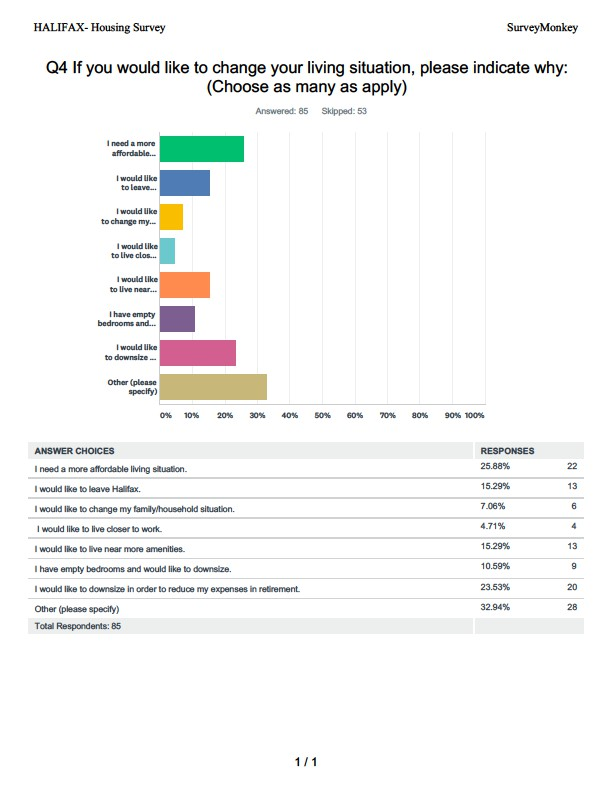 HALIFAX- Housing Survey SurveyMonkey
Q4 If you would like to change your living situation, please indicate why:
(Choose as many as apply)
Answered: 85 Skipped: 53
I need a more
affordable...
I would like
to leave...
I would like
to change my...
I would like
to live clos...
I would like
to live near...
I have empty
bedrooms and...
I would like
to downsize ...
Other (please
specify)
0% 10% 20% 30% 40% 50% 60% 70% 80% 90% 100%
ANSWER CHOICES RESPONSES
I need a more affordable living situation. 25.88% 22
I would like to leave Halifax. 15.29% 13
I would like to change my family/household situation. 7.06% 6
I would like to live closer to work. 4.71% 4
I would like to live near more amenities. 15.29% 13
I have empty bedrooms and would like to downsize. 10.59% 9
I would like to downsize in order to reduce my expenses in retirement. 23.53% 20
Other (please specify) 32.94% 28
Total Respondents: 85
1 / 1